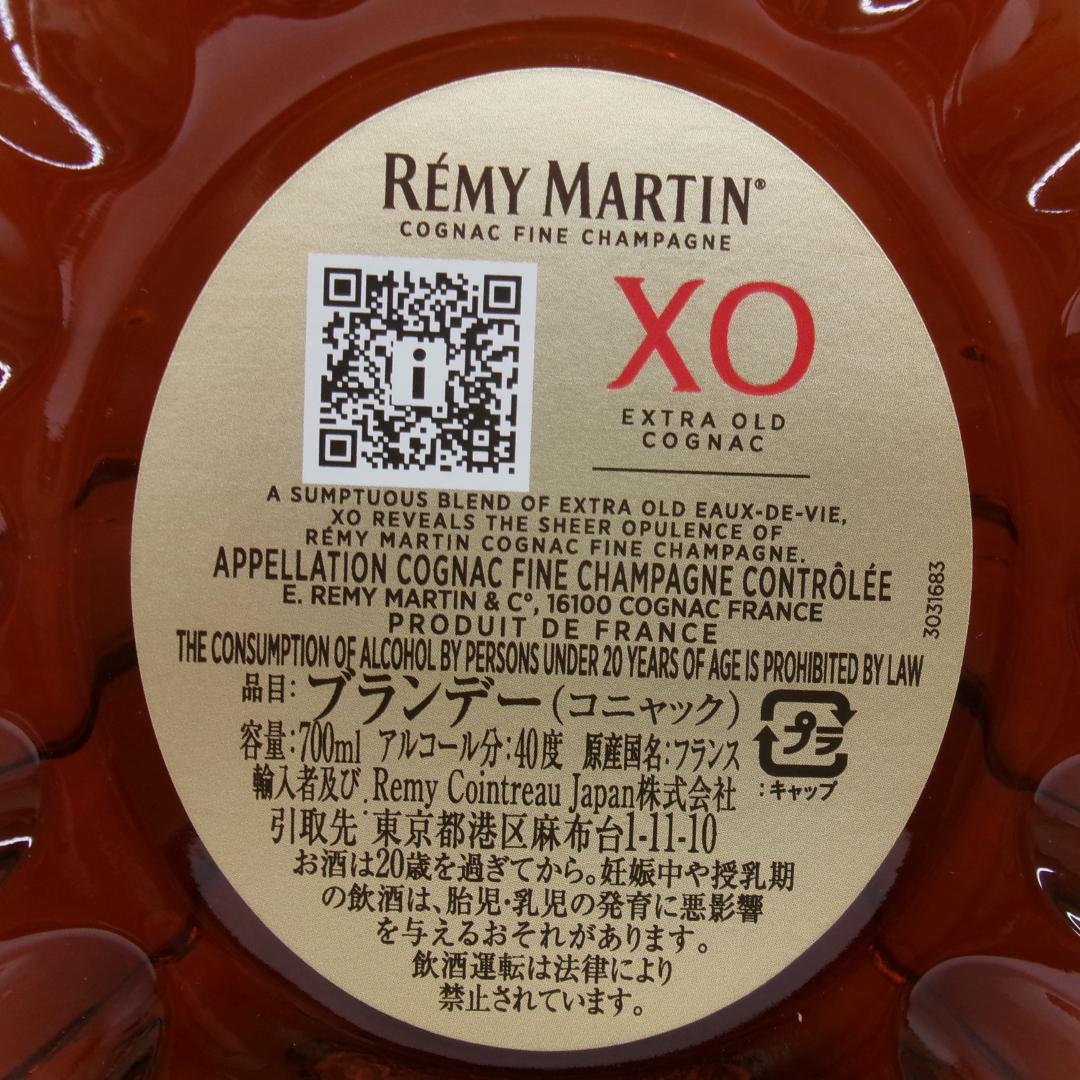 RÉMY MARTIN®
COGNAC FINE CHAMPAGNE
i
XO
EXTRA OLD
COGNAC
A SUMPTUOUS BLEND OF EXTRA OLD EAUX-DE-VIE,
XO REVEALS THE SHEER OPULENCE OF
RÉMY MARTIN COGNAC FINE CHAMPAGNE.
APPELLATION COGNAC FINE CHAMPAGNE CONTRÔLÉE
E. REMY MARTIN & Cº, 16100 COGNAC FRANCE
PRODUIT DE FRANCE
3031683
THE CONSUMPTION OF ALCOHOL BY PERSONS UNDER 20 YEARS OF AGE IS PROHIBITED BY LAW
品目:ブランデー(コニャック)
容量:700ml アルコール分:40度 原産国名:フランス
プラ
:キャップ
輸入者及び:Remy Cointreau Japan株式会社
引取先 東京都港区麻布台1-11-10
お酒は20歳を過ぎてから。妊娠中や授乳期
の飲酒は、胎児・乳児の発育に悪影響
を与えるおそれがあります。
飲酒運転は法律により
禁止されています。